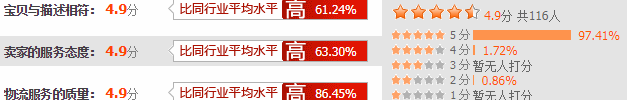 宝贝与描述相符： 4.9分 比同行业平均水平 高 61.24%
卖家的服务态度： 4.9分 比同行业平均水平 高 63.30%
物流服务的质量： 4.9分 比同行业平均水平 高 86.45%
4.9分 共116人
5分 97.41%
4分 1.72%
3分 暂无人打分
2分 0.86%
1分 暂无人打分